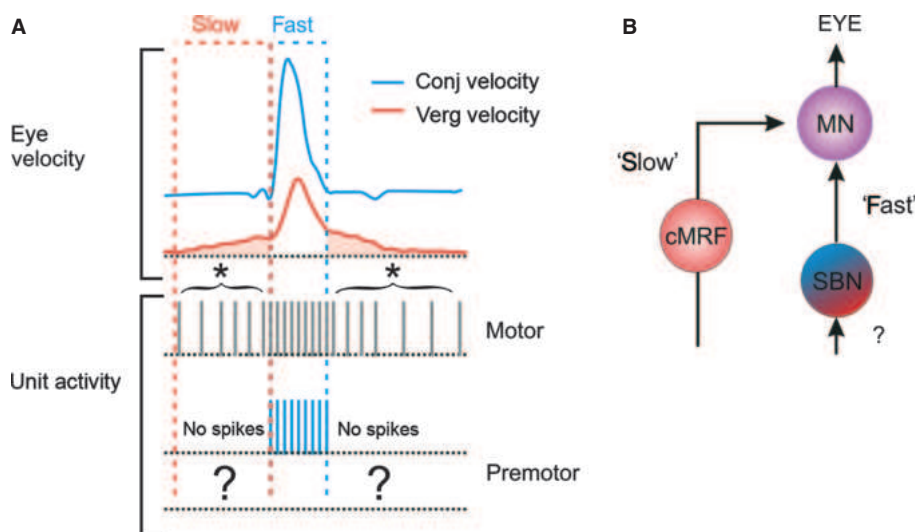 A
Slow
Fast
Conj velocity
Verg velocity
Eye
velocity
*
*
Motor
Unit activity
No spikes
No spikes
?
?
Premotor
B
EYE
MN
'Slow'
'Fast'
cMRF
SBN
?